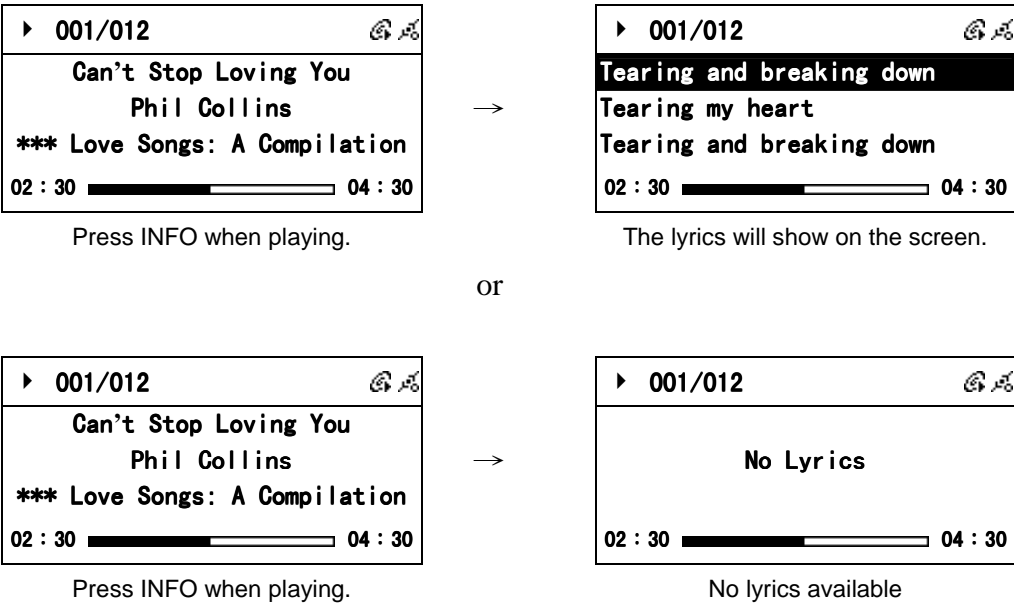 001/012
Can't Stop Loving You
Phil Collins
*** Love Songs: A Compilation
02:30 04:30
Press INFO when playing.
→
001/012
Tearing and breaking down
Tearing my heart
Tearing and breaking down
02:30 04:30
The lyrics will show on the screen.
or
001/012
Can't Stop Loving You
Phil Collins
*** Love Songs: A Compilation
02:30 04:30
Press INFO when playing.
→
001/012
No Lyrics
02:30 04:30
No lyrics available